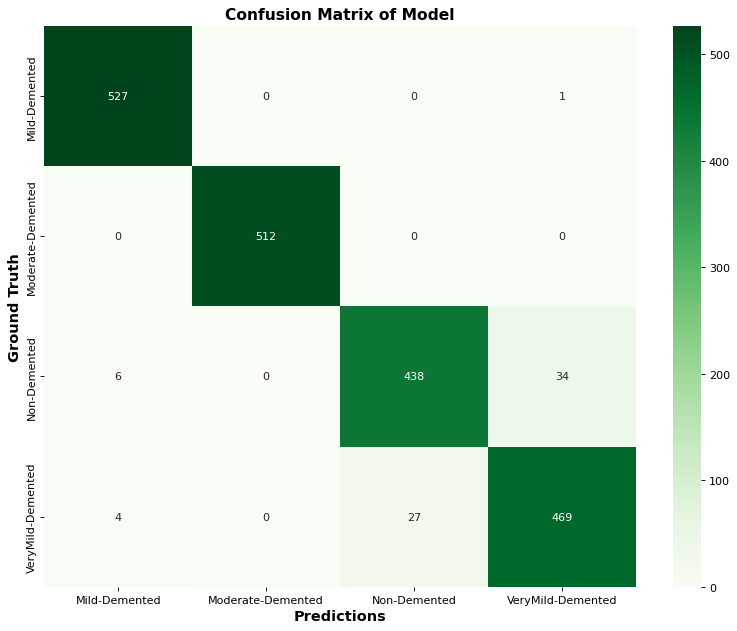 Confusion Matrix of Model
Ground Truth
Mild-Demented
527 0 0 1
Moderate-Demented
0 512 0 0
Non-Demented
6 0 438 34
VeryMild-Demented
4 0 27 469
Mild-Demented Moderate-Demented Non-Demented VeryMild-Demented
Predictions
500
400
300
200
100
0